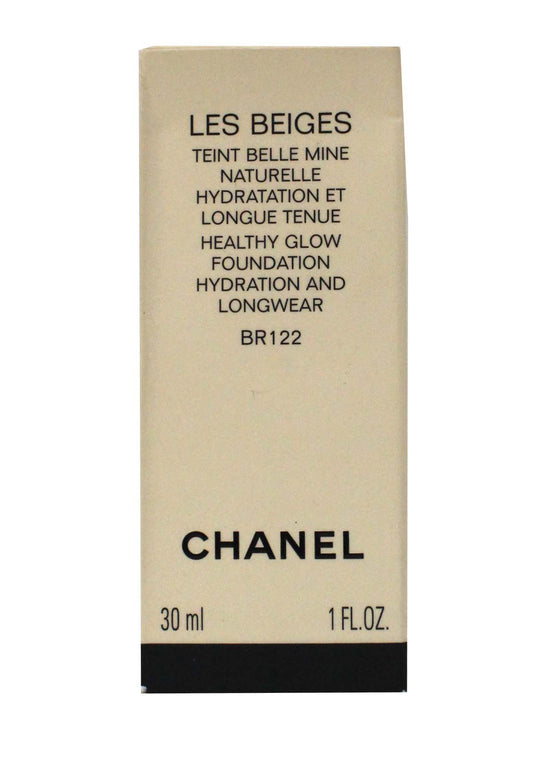 LES BEIGES
TEINT BELLE MINE
NATURELLE
HYDRATATION ET
LONGUE TENUE
HEALTHY GLOW
FOUNDATION
HYDRATION AND
LONGWEAR
BR122
CHANEL
30 ml 1 FL.OZ.